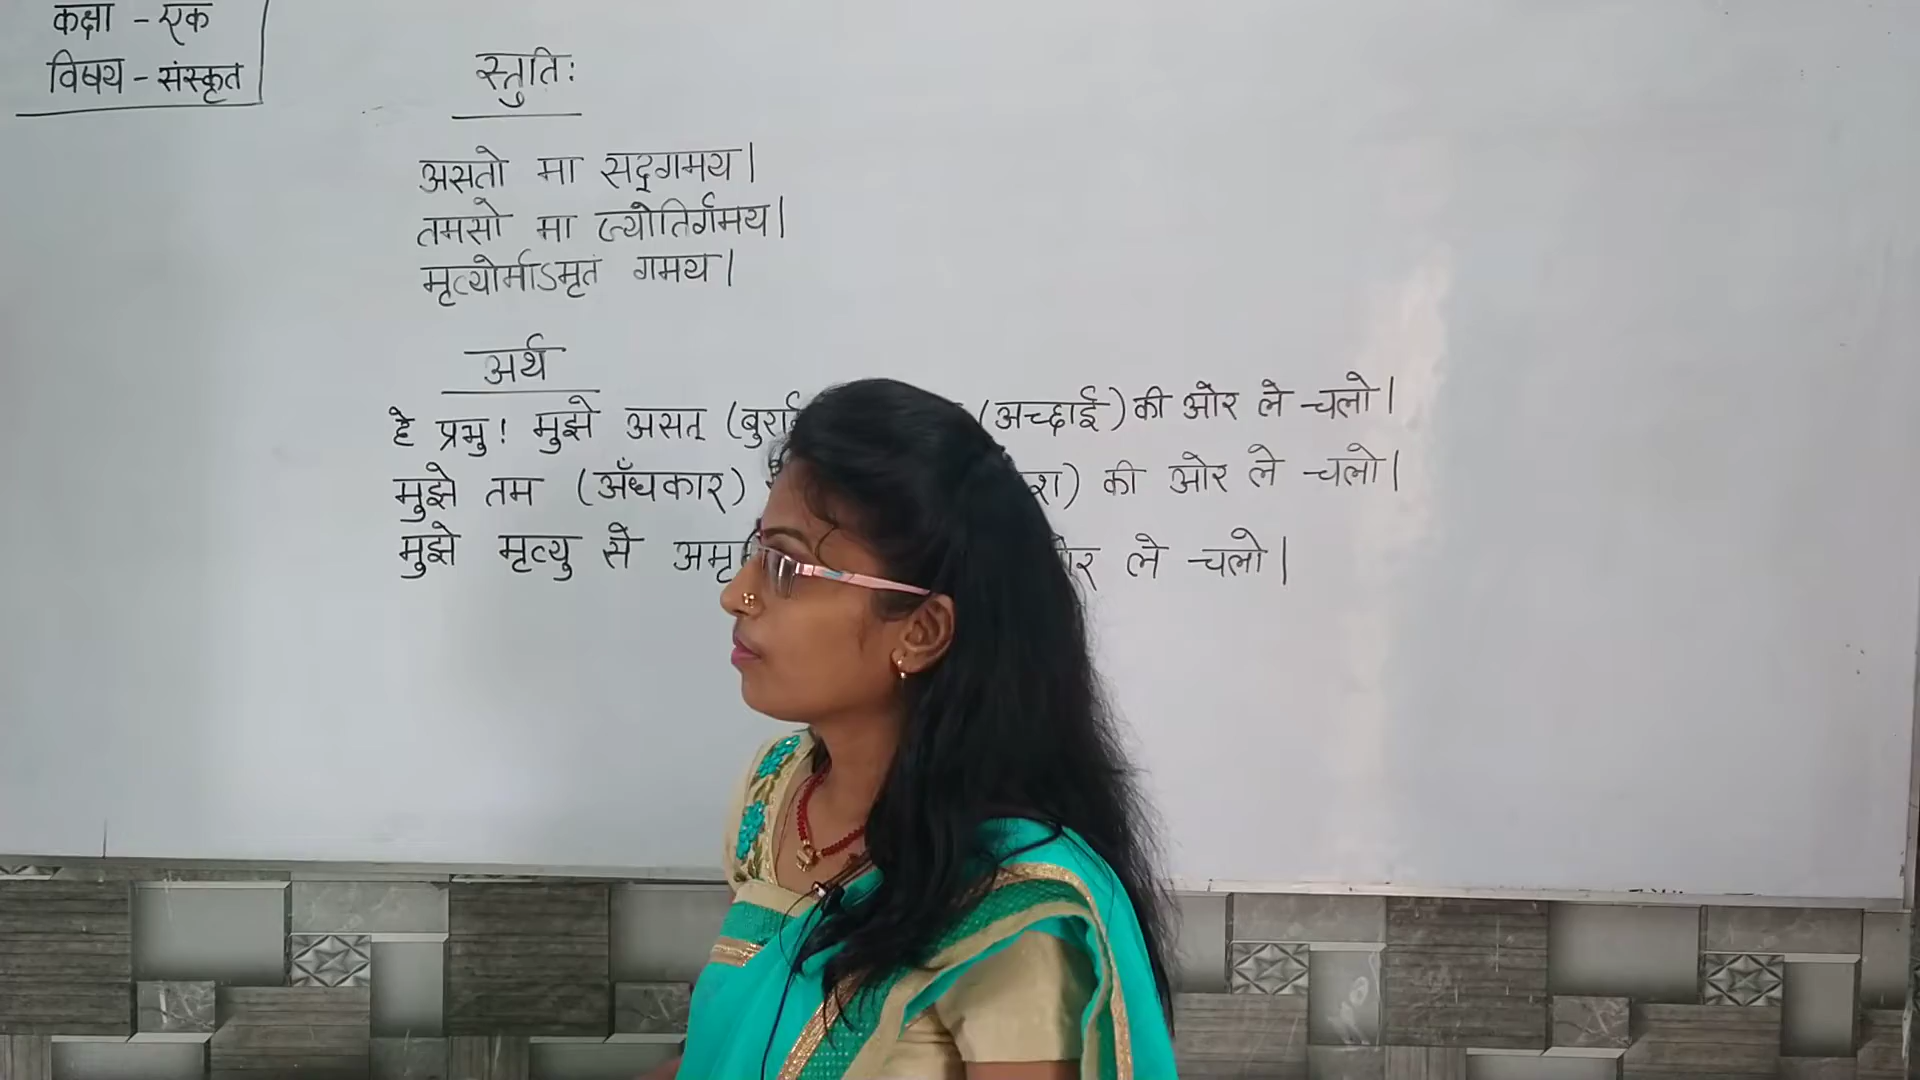 कक्षा - एक
विषय - संस्कृत
स्तुतिः
असतो मा सद्गमय।
तमसो मा ज्योतिर्गमय।
मृत्योर्माऽमृतं गमय।
अर्थ
हे प्रभु! मुझे असत् (अच्छाई) की ओर ले चलो।
मुझे तम (अँधकार) की ओर ले चलो।
मुझे मृत्यु से ले चलो।